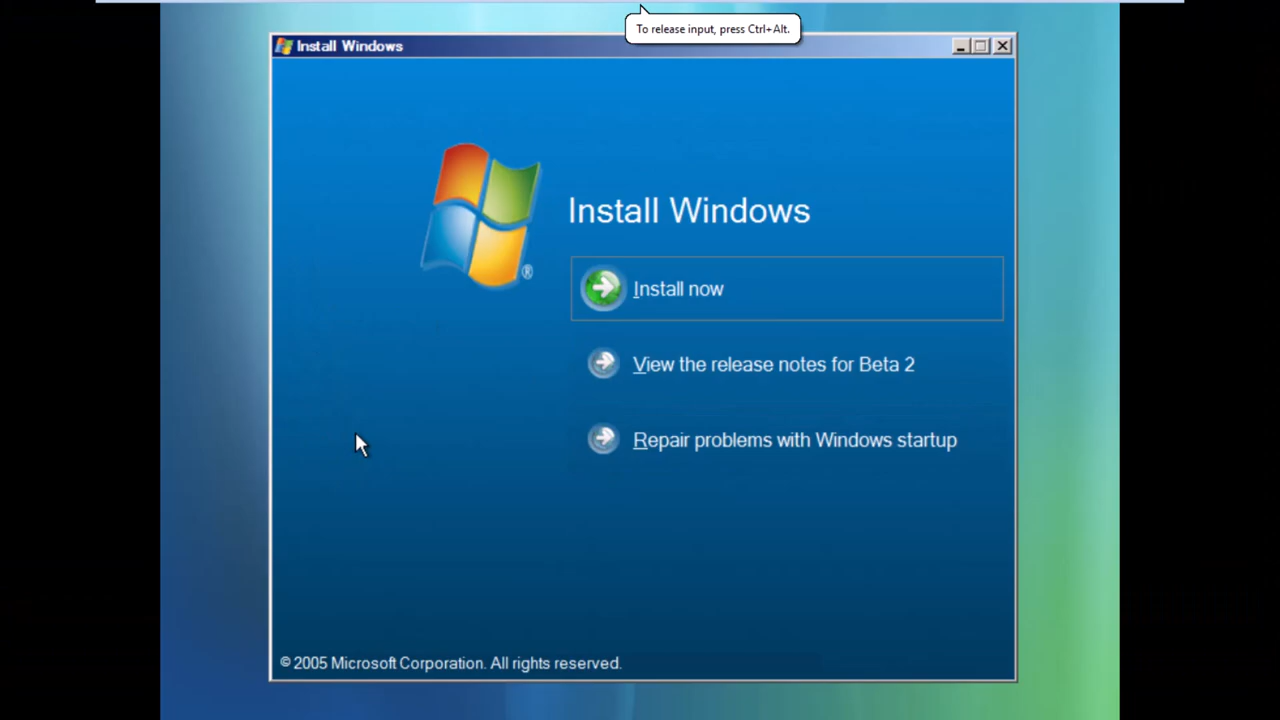 To release input, press Ctrl+Alt.
Install Windows
®
Install Windows
Install now
View the release notes for Beta 2
Repair problems with Windows startup
© 2005 Microsoft Corporation. All rights reserved.